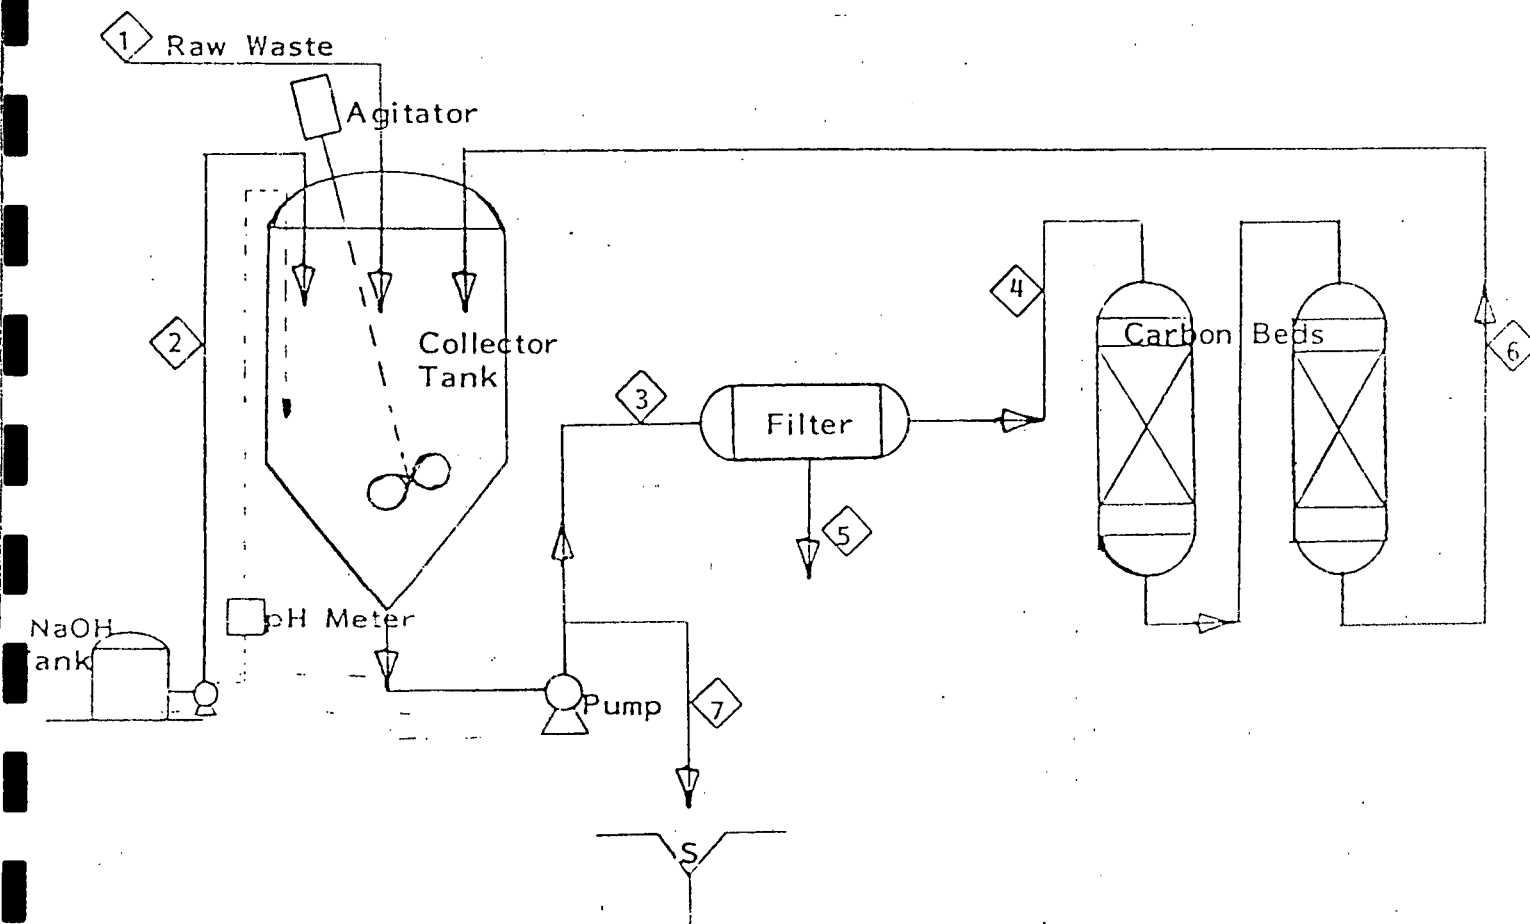 1
Raw Waste
Agitator
2
Collector
Tank
3
Filter
4
Carbon Beds
6
5
NaOH
Tank
pH Meter
Pump
7
S